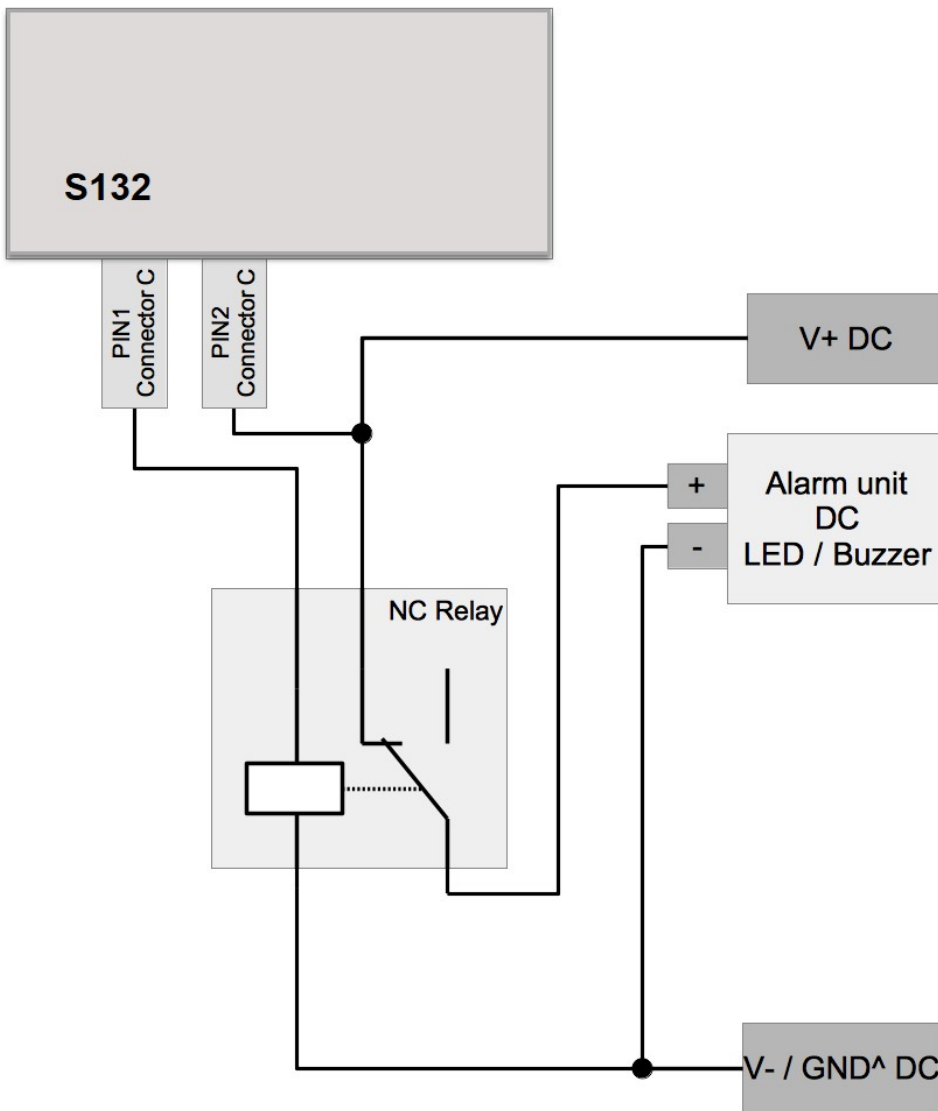 S132
PIN1
Connector C
PIN2
Connector C
V+ DC
+
-
Alarm unit
DC
LED / Buzzer
NC Relay
V- / GND^ DC